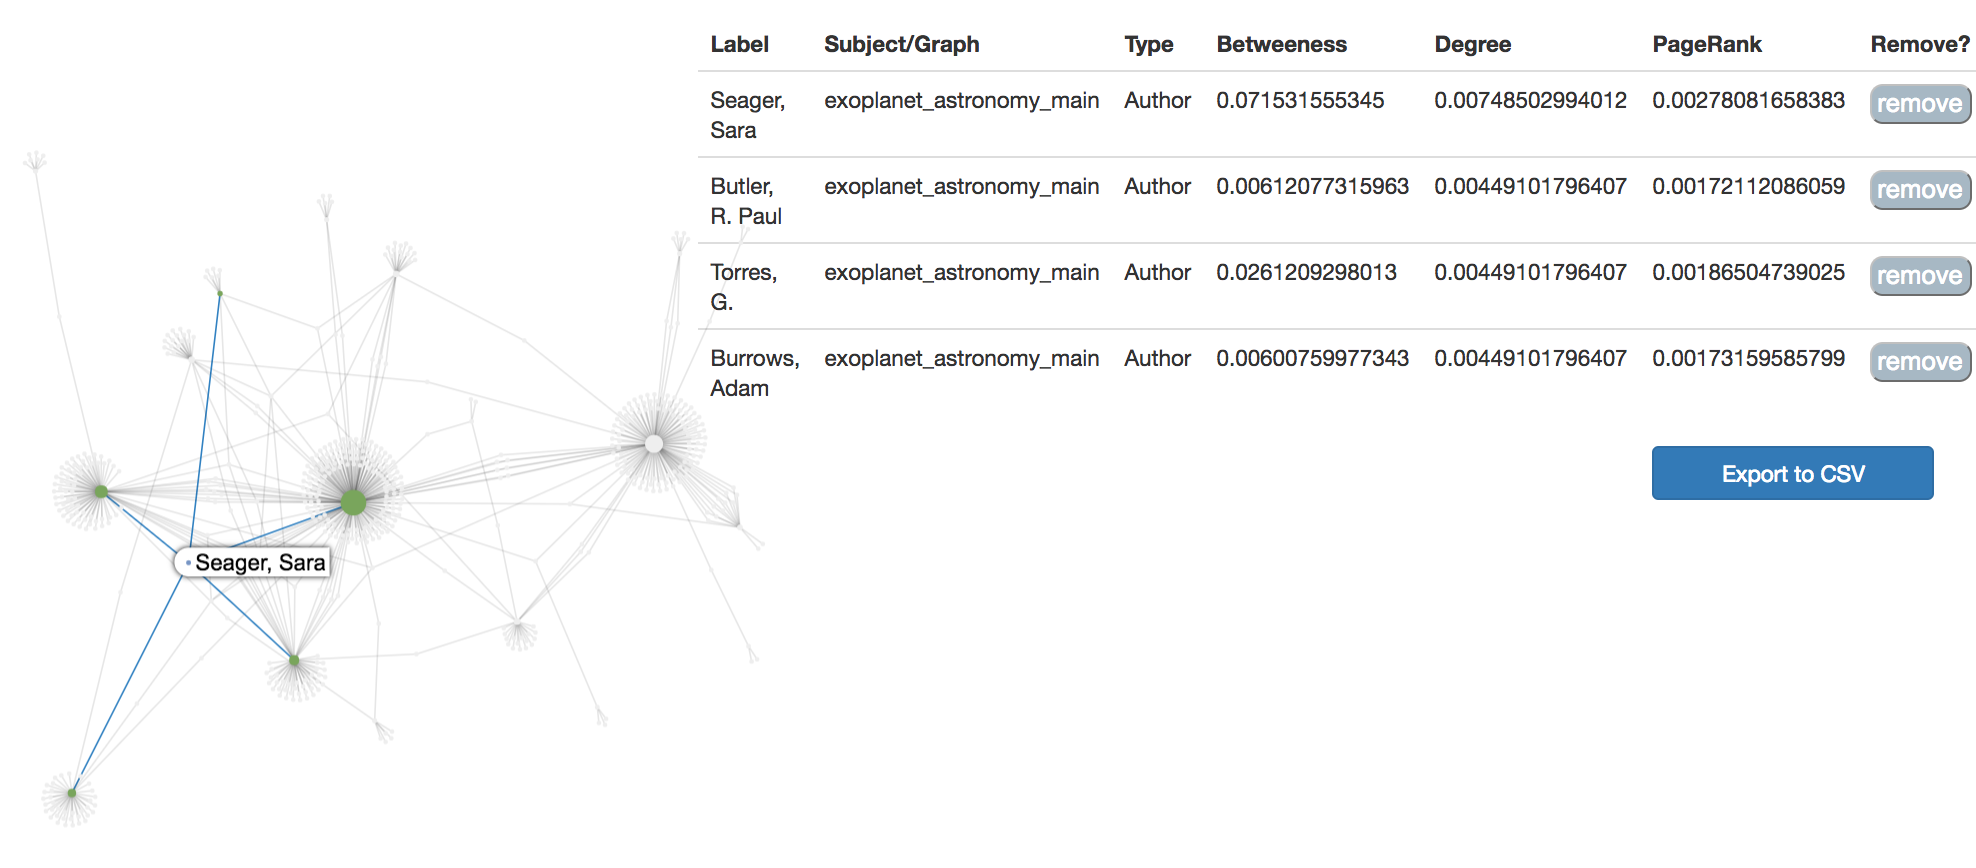 Label Subject/Graph Type Betweeness Degree PageRank Remove?
Seager, exoplanet_astronomy_main Author 0.071531555345 0.00748502994012 0.00278081658383 remove
Sara
Butler, exoplanet_astronomy_main Author 0.00612077315963 0.00449101796407 0.00172112086059 remove
R. Paul
Torres, exoplanet_astronomy_main Author 0.0261209298013 0.00449101796407 0.00186504739025 remove
G.
Burrows, exoplanet_astronomy_main Author 0.00600759977343 0.00449101796407 0.00173159585799 remove
Adam
Export to CSV
Seager, Sara